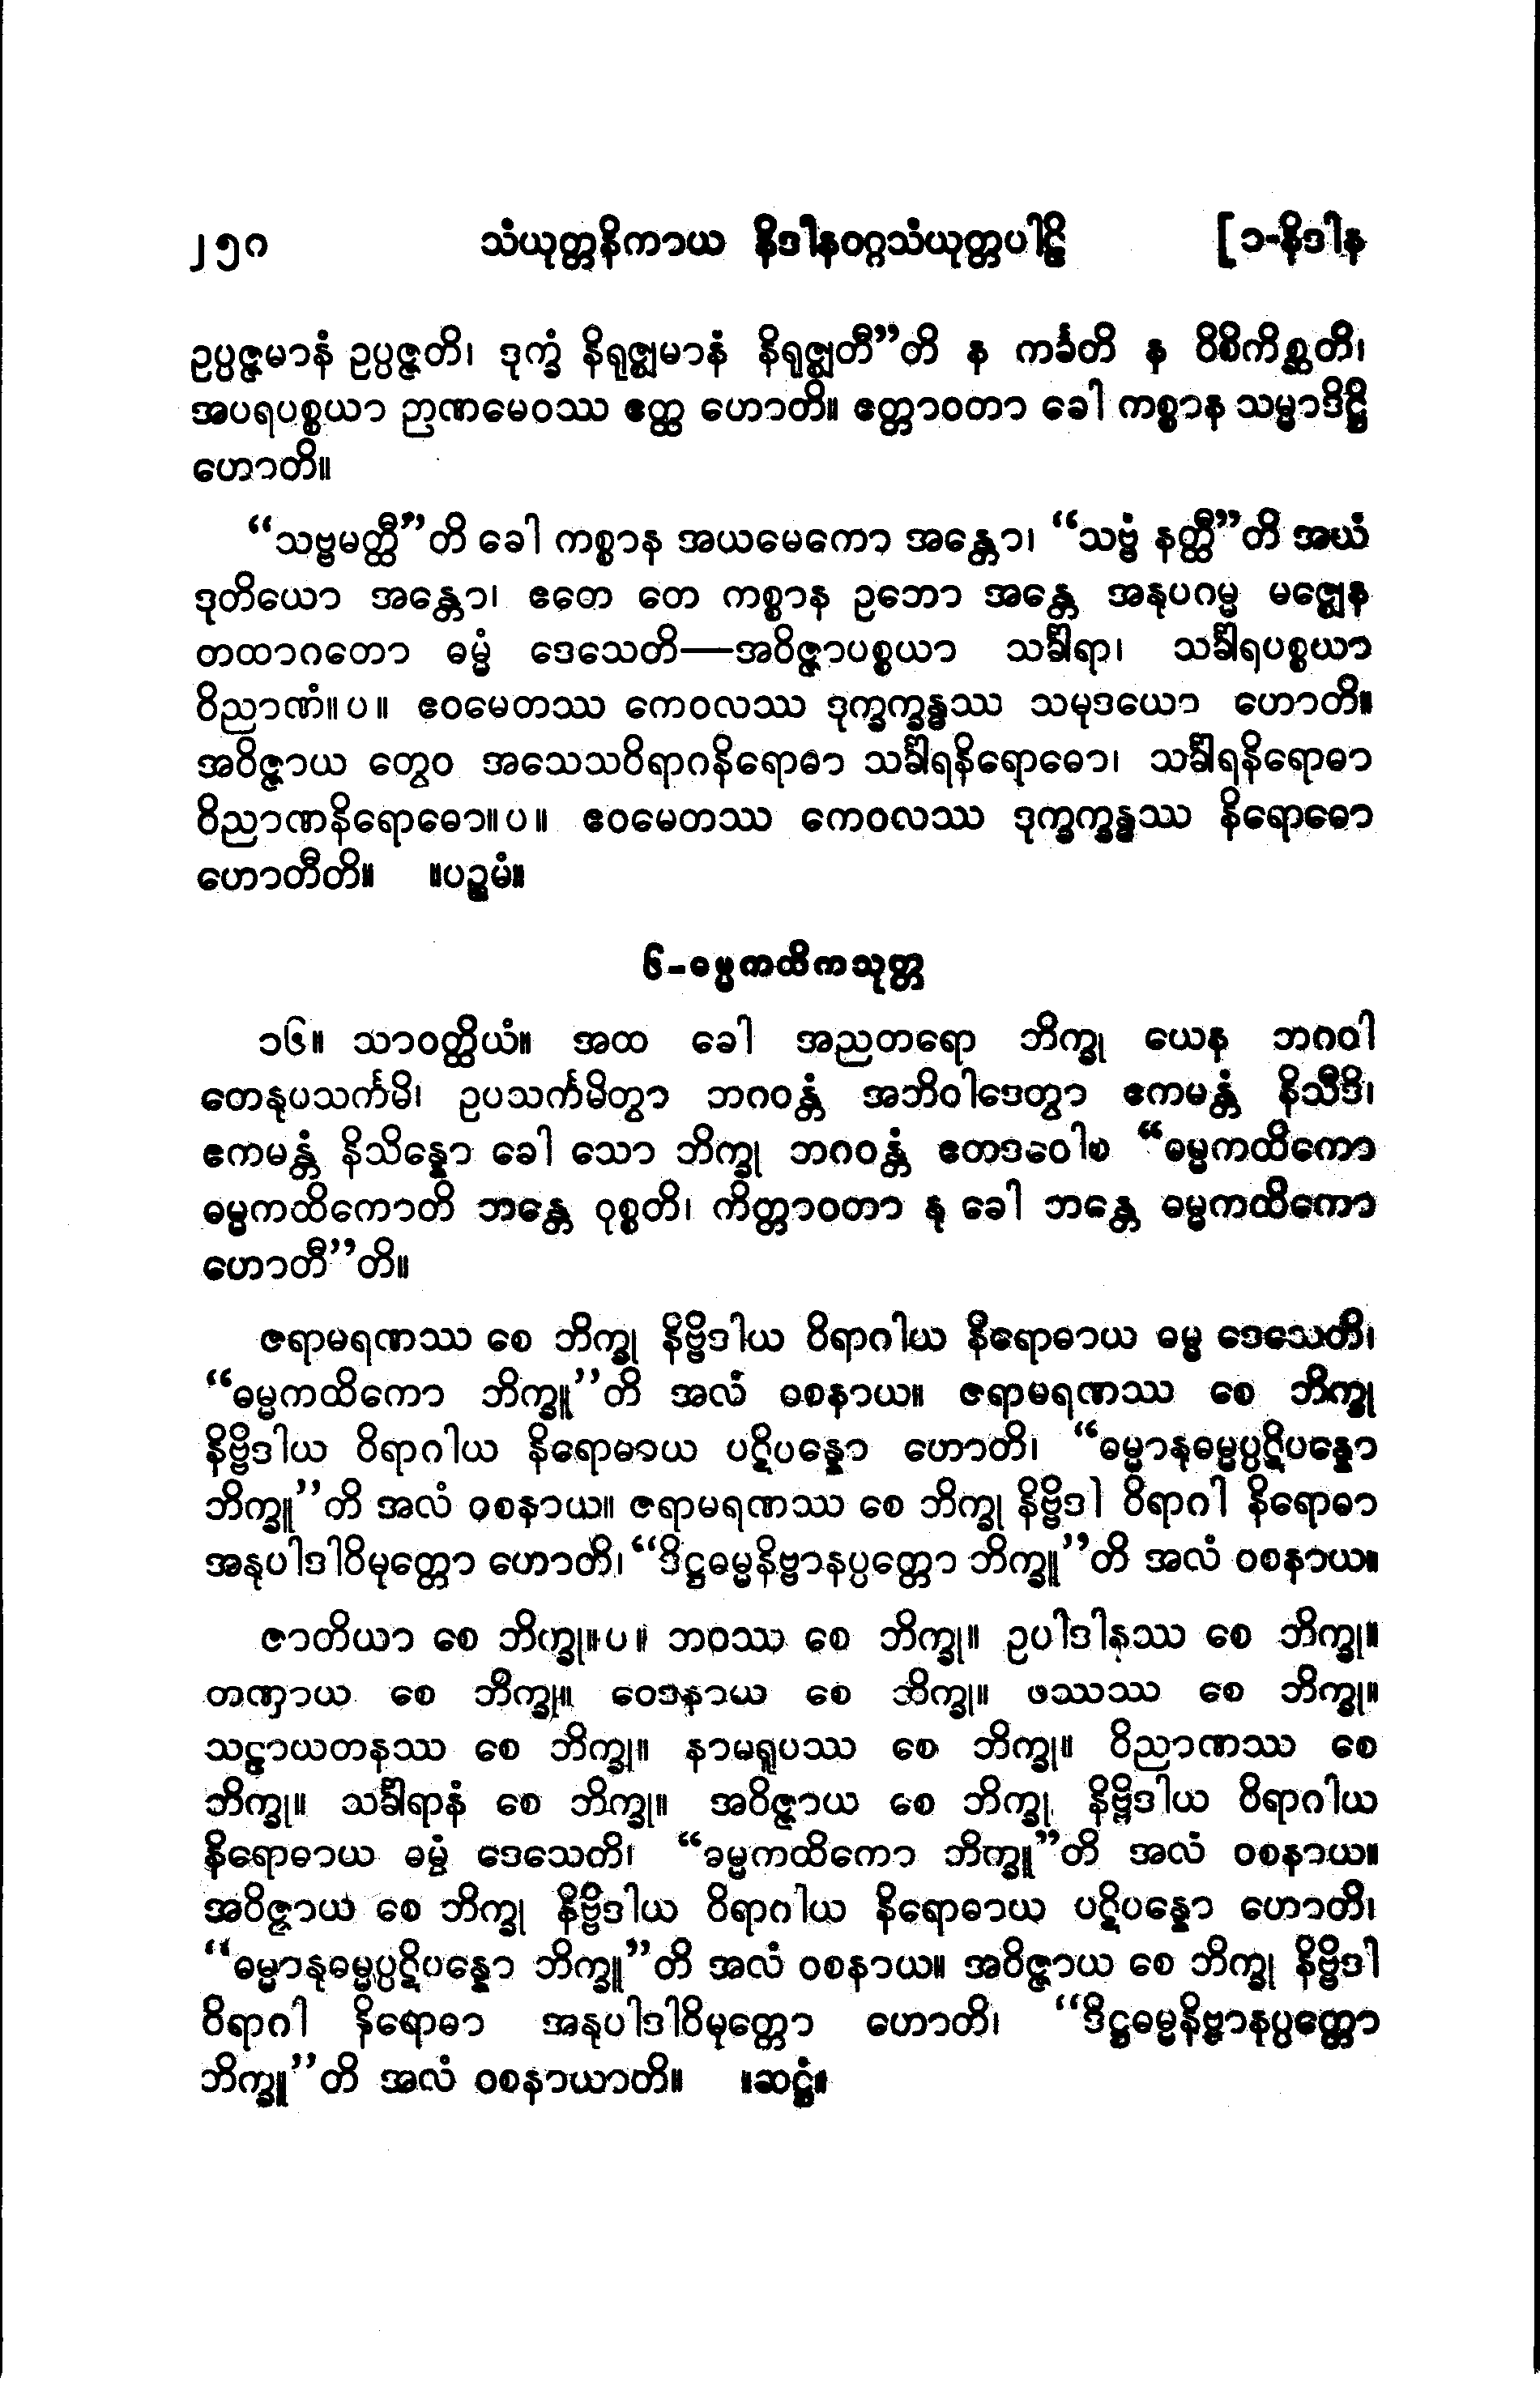 ၂၅၀ သံယုတ္တနိကာယ နိဒါနဝဂ္ဂသံယုတ္တပါဠိ [၁-နိဒါန
ဥပ္ပဇ္ဇမာနံ ဥပ္ပဇ္ဇတိ၊ ဒုက္ခံ နိရုဇ္ဈမာနံ နိရုဇ္ဈတီ”တိ န ကင်္ခတိ န ဝိစိကိစ္ဆတိ၊
အပရပစ္စယာ ဉာဏမေဝဿ ဧတ္ထ ဟောတိ။ ဧတ္တာဝတာ ခေါ ကစ္စာန သမ္မာဒိဋ္ဌိ
ဟောတိ။
“သဗ္ဗမတ္ထီ”တိ ခေါ ကစ္စာန အယမေကော အန္တော၊ “သဗ္ဗံ နတ္ထီ”တိ အယံ
ဒုတိယော အန္တော၊ ဧတေ တေ ကစ္စာန ဥဘော အန္တေ အနုပဂမ္မ မဇ္ဈေန
တထာဂတော ဓမ္မံ ဒေသေတိ—အဝိဇ္ဇာပစ္စယာ သင်္ခါရာ၊ သင်္ခါရပစ္စယာ
ဝိညာဏံ။ပ။ ဧဝမေတဿ ကေဝလဿ ဒုက္ခက္ခန္ဓဿ သမုဒယော ဟောတိ။
အဝိဇ္ဇာယ တွေဝ အသေသဝိရာဂနိရောဓာ သင်္ခါရနိရောဓော၊ သင်္ခါရနိရောဓာ
ဝိညာဏနိရောဓော။ပ။ ဧဝမေတဿ ကေဝလဿ ဒုက္ခက္ခန္ဓဿ နိရောဓော
ဟောတီတိ။ ။ပဉ္စမံ။
၆-ဓမ္မကထိကသုတ္တ
၁၆။ သာဝတ္ထိယံ။ အထ ခေါ အညတရော ဘိက္ခု ယေန ဘဂဝါ
တေနုပသင်္ကမိ၊ ဥပသင်္ကမိတွာ ဘဂဝန္တံ အဘိဝါဒေတွာ ဧကမန္တံ နိသီဒိ၊
ဧကမန္တံ နိသိန္နော ခေါ သော ဘိက္ခု ဘဂဝန္တံ ဧတဒဝေါစ “ဓမ္မကထိကော
ဓမ္မကထိကောတိ ဘန္တေ ဝုစ္စတိ၊ ကိတ္တာဝတာ နု ခေါ ဘန္တေ ဓမ္မကထိကော
ဟောတီ”တိ။
ဇရာမရဏဿ စေ ဘိက္ခု နိဗ္ဗိဒါယ ဝိရာဂါယ နိရောဓာယ ဓမ္မ ဒေသေတိ၊
“ဓမ္မကထိကော ဘိက္ခူ”တိ အလံ ဝစနာယ။ ဇရာမရဏဿ စေ ဘိက္ခု
နိဗ္ဗိဒါယ ဝိရာဂါယ နိရောဓာယ ပဋိပန္နော ဟောတိ၊ “ဓမ္မာနုဓမ္မပ္ပဋိပန္နော
ဘိက္ခူ”တိ အလံ ဝစနာယ။ ဇရာမရဏဿ စေ ဘိက္ခု နိဗ္ဗိဒါ ဝိရာဂါ နိရောဓာ
အနုပါဒါဝိမုတ္တော ဟောတိ၊ “ဒိဋ္ဌဓမ္မနိဗ္ဗာနပ္ပတ္တော ဘိက္ခူ”တိ အလံ ဝစနာယ။
ဇာတိယာ စေ ဘိက္ခု။ပ။ ဘဝဿ စေ ဘိက္ခု။ ဥပါဒါနဿ စေ ဘိက္ခု။
တဏှာယ စေ ဘိက္ခု။ ဝေဒနာယ စေ ဘိက္ခု။ ဖဿဿ စေ ဘိက္ခု။
သဠာယတနဿ စေ ဘိက္ခု။ နာမရူပဿ စေ ဘိက္ခု။ ဝိညာဏဿ စေ
ဘိက္ခု။ သင်္ခါရာနံ စေ ဘိက္ခု။ အဝိဇ္ဇာယ စေ ဘိက္ခု နိဗ္ဗိဒါယ ဝိရာဂါယ
နိရောဓာယ ဓမ္မံ ဒေသေတိ၊ “ဓမ္မကထိကော ဘိက္ခူ”တိ အလံ ဝစနာယ။
အဝိဇ္ဇာယ စေ ဘိက္ခု နိဗ္ဗိဒါယ ဝိရာဂါယ နိရောဓာယ ပဋိပန္နော ဟောတိ၊
“ဓမ္မာနုဓမ္မပ္ပဋိပန္နော ဘိက္ခူ”တိ အလံ ဝစနာယ။ အဝိဇ္ဇာယ စေ ဘိက္ခု နိဗ္ဗိဒါ
ဝိရာဂါ နိရောဓာ အနုပါဒါဝိမုတ္တော ဟောတိ၊ “ဒိဋ္ဌဓမ္မနိဗ္ဗာနပ္ပတ္တော
ဘိက္ခူ”တိ အလံ ဝစနာယာတိ။ ။ဆဋ္ဌံ။